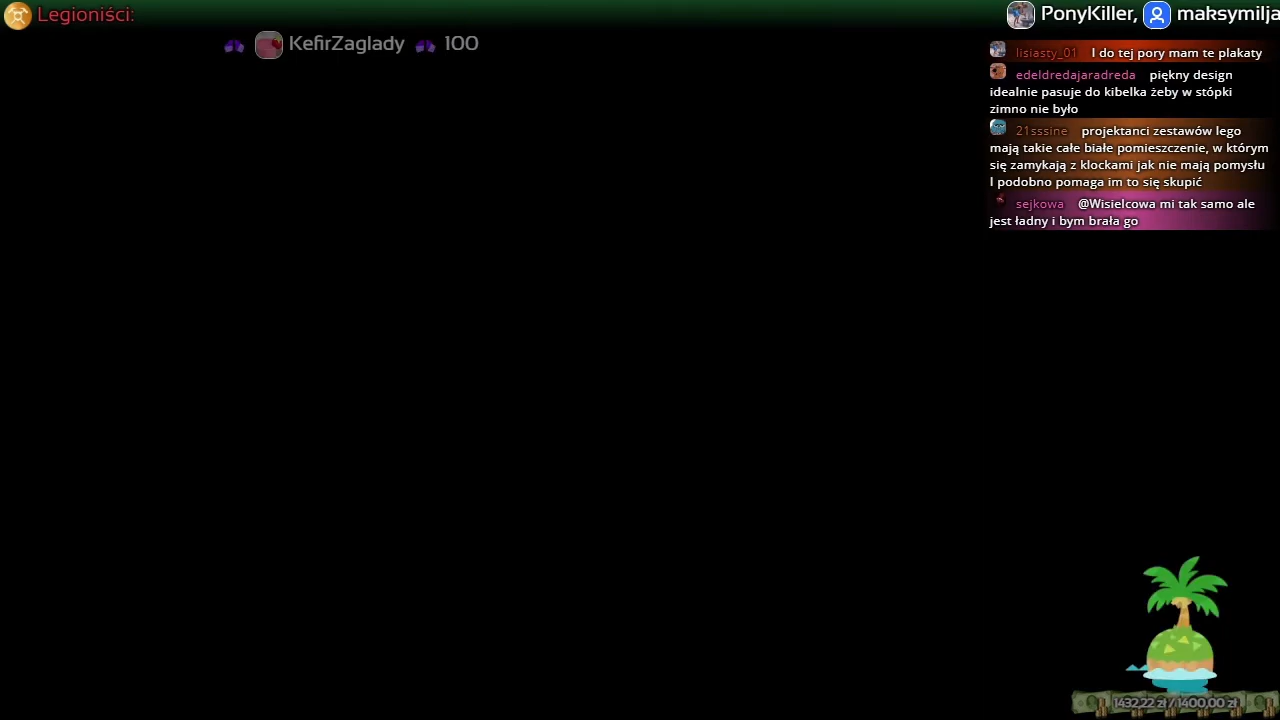 Legioniści:
PonyKiller, maksymilja
KefirZaglady 100
lisiasty_01 I do tej pory mam te plakaty
edeldredajaradreda piękny design
idealnie pasuje do kibelka żeby w stópki
zimno nie było
21sssine projektanci zestawów lego
mają takie całe białe pomieszczenie, w którym
się zamykają z klockami jak nie mają pomysłu
I podobno pomaga im to się skupić
sejkowa @Wisielcowa mi tak samo ale
jest ładny i bym brała go
1432,22 zł / 1400,00 zł